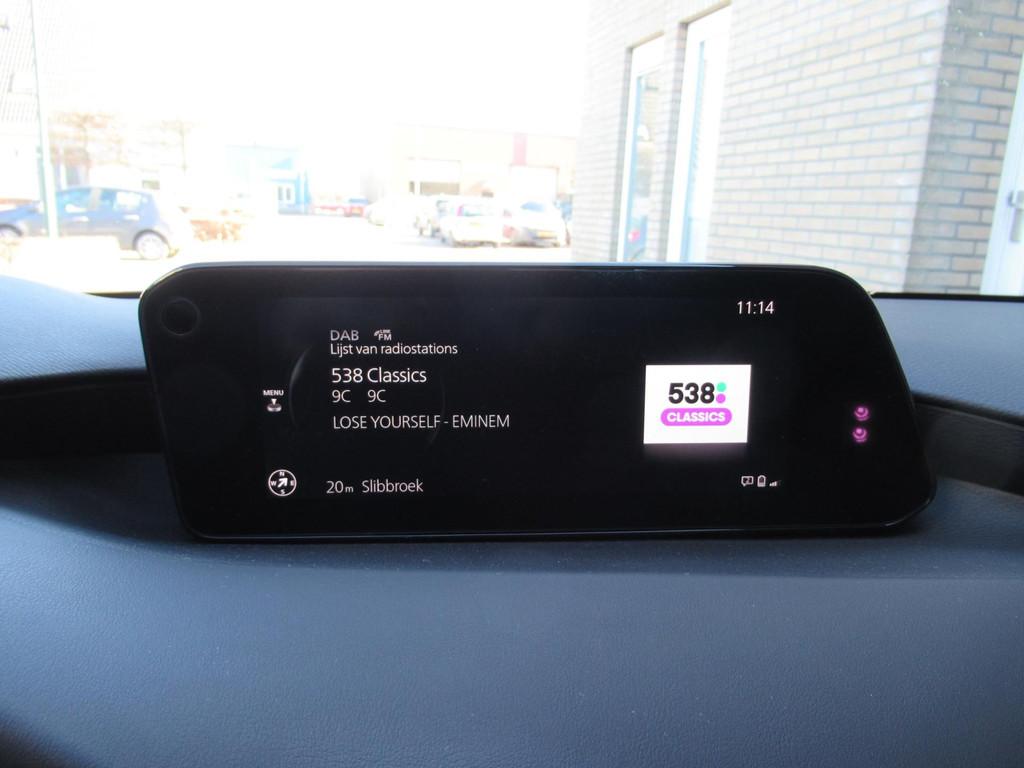 11:14
DAB LINK FM
Lijst van radiostations
538 Classics
9C 9C
LOSE YOURSELF - EMINEM
MENU
538
CLASSICS
N
W E
S
20m Slibbroek